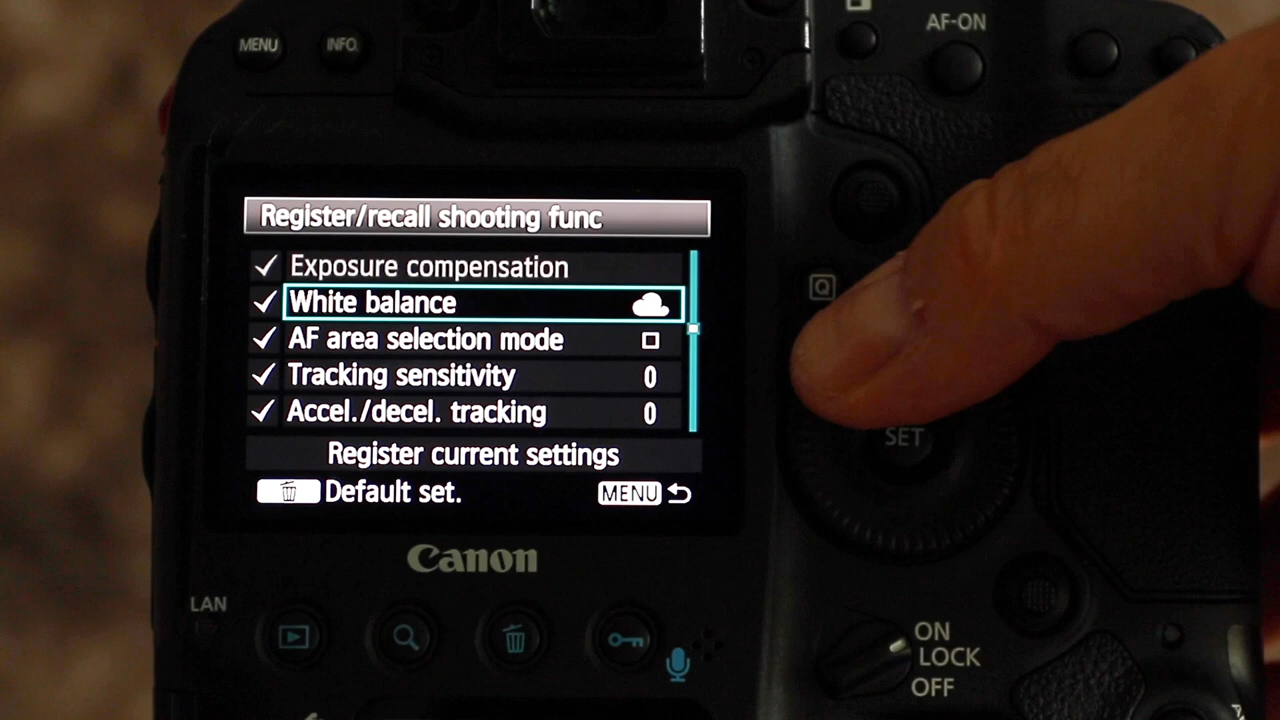 MENU
INFO.
AF-ON
Register/recall shooting func
Exposure compensation
White balance
AF area selection mode
Tracking sensitivity 0
Accel./decel. tracking 0
Register current settings
Default set. MENU
Q
SET
Canon
LAN
ON
LOCK
OFF